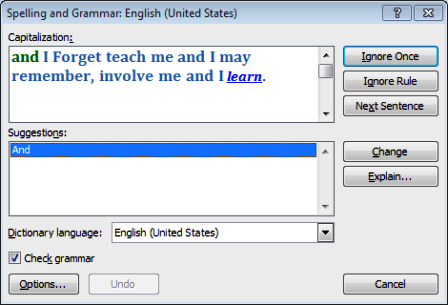 Spelling and Grammar: English (United States)
Capitalization:
and I Forget teach me and I may
remember, involve me and I learn.
Ignore Once
Ignore Rule
Next Sentence
Suggestions:
And
Change
Explain...
Dictionary language: English (United States)
Check grammar
Options... Undo Cancel